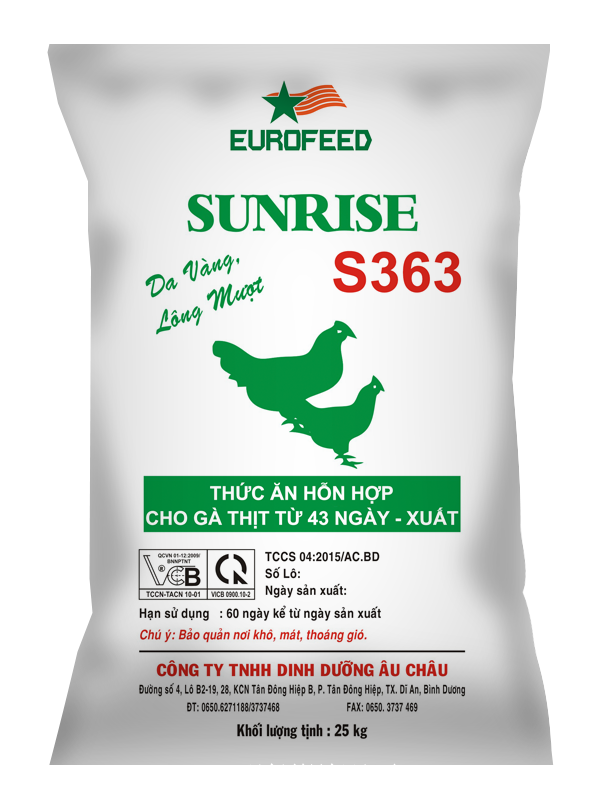 EUROFEED
SUNRISE
S363
Da Vàng,
Lông Mượt
THỨC ĂN HỖN HỢP
CHO GÀ THỊT TỪ 43 NGÀY - XUẤT
QCVN 01-12:2009/
BNNPTNT
VCB
®
TCCN-TACN 10-01
VICB 0900.10-2
TCCS 04:2015/AC.BD
Số Lô:
Ngày sản xuất:
Hạn sử dụng : 60 ngày kể từ ngày sản xuất
Chú ý: Bảo quản nơi khô, mát, thoáng gió.
CÔNG TY TNHH DINH DƯỠNG ÂU CHÂU
Đường số 4, Lô B2-19, 28, KCN Tân Đông Hiệp B, P. Tân Đông Hiệp, TX. Dĩ An, Bình Dương
ĐT: 0650.6271188/3737468 FAX: 0650. 3737 469
Khối lượng tịnh : 25 kg